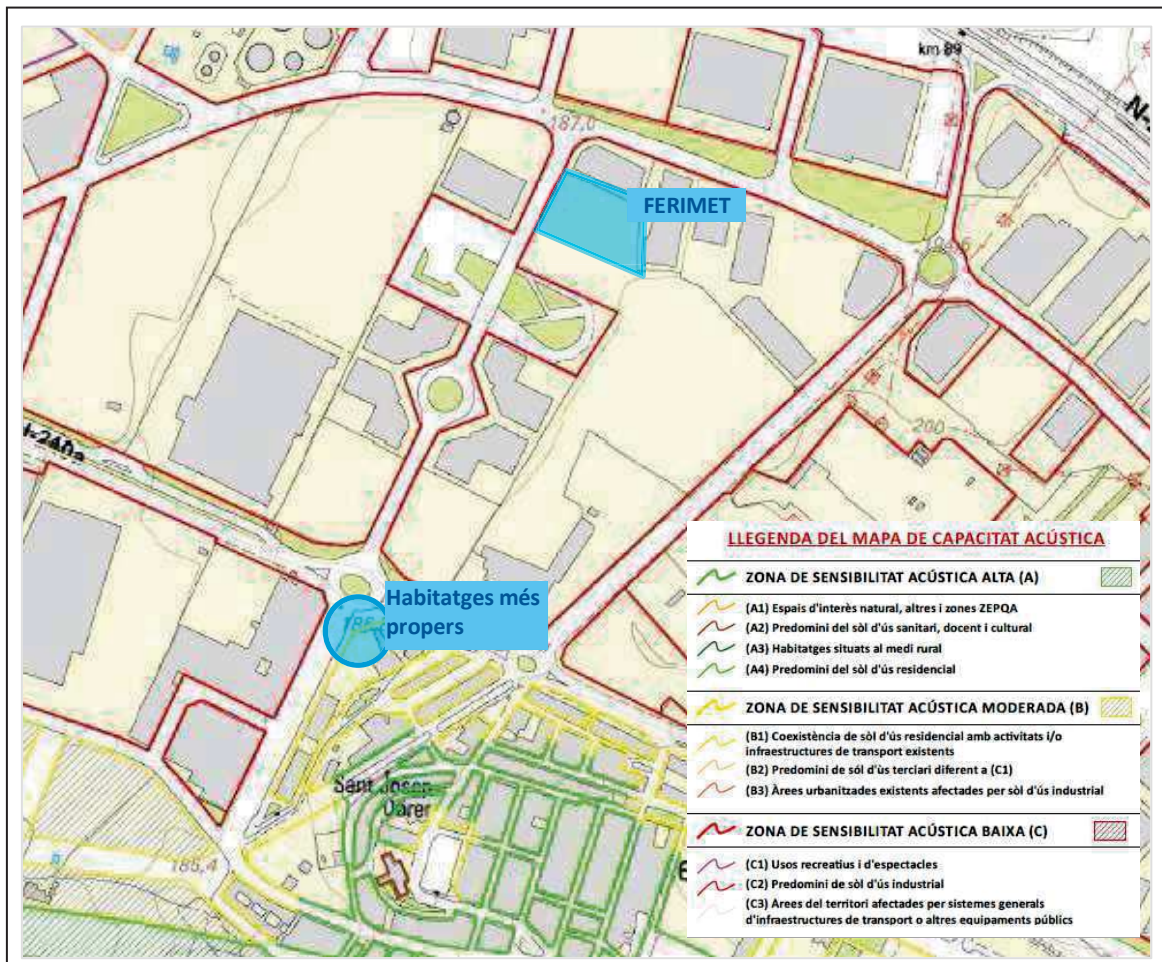 km 89
N-
187,0
FERIMET
200
Habitatges més
propers
Sant Josep
Oarer
185,4
LLEGENDA DEL MAPA DE CAPACITAT ACÚSTICA
ZONA DE SENSIBILITAT ACÚSTICA ALTA (A)
(A1) Espais d'interès natural, altres i zones ZEPQA
(A2) Predomini del sòl d'ús sanitari, docent i cultural
(A3) Habitatges situats al medi rural
(A4) Predomini del sòl d'ús residencial
ZONA DE SENSIBILITAT ACÚSTICA MODERADA (B)
(B1) Coexistència de sòl d'ús residencial amb activitats i/o
infraestructures de transport existents
(B2) Predomini de sól d'ùs terciari diferent a (C1)
(B3) Àrees urbanitzades existents afectades per sòl d'ús industrial
ZONA DE SENSIBILITAT ACÚSTICA BAIXA (C)
(C1) Usos recreatius i d'espectacles
(C2) Predomini de sòl d'ús industrial
(C3) Àrees del territori afectades per sistemes generals
d'infraestructures de transport o altres equipaments públics